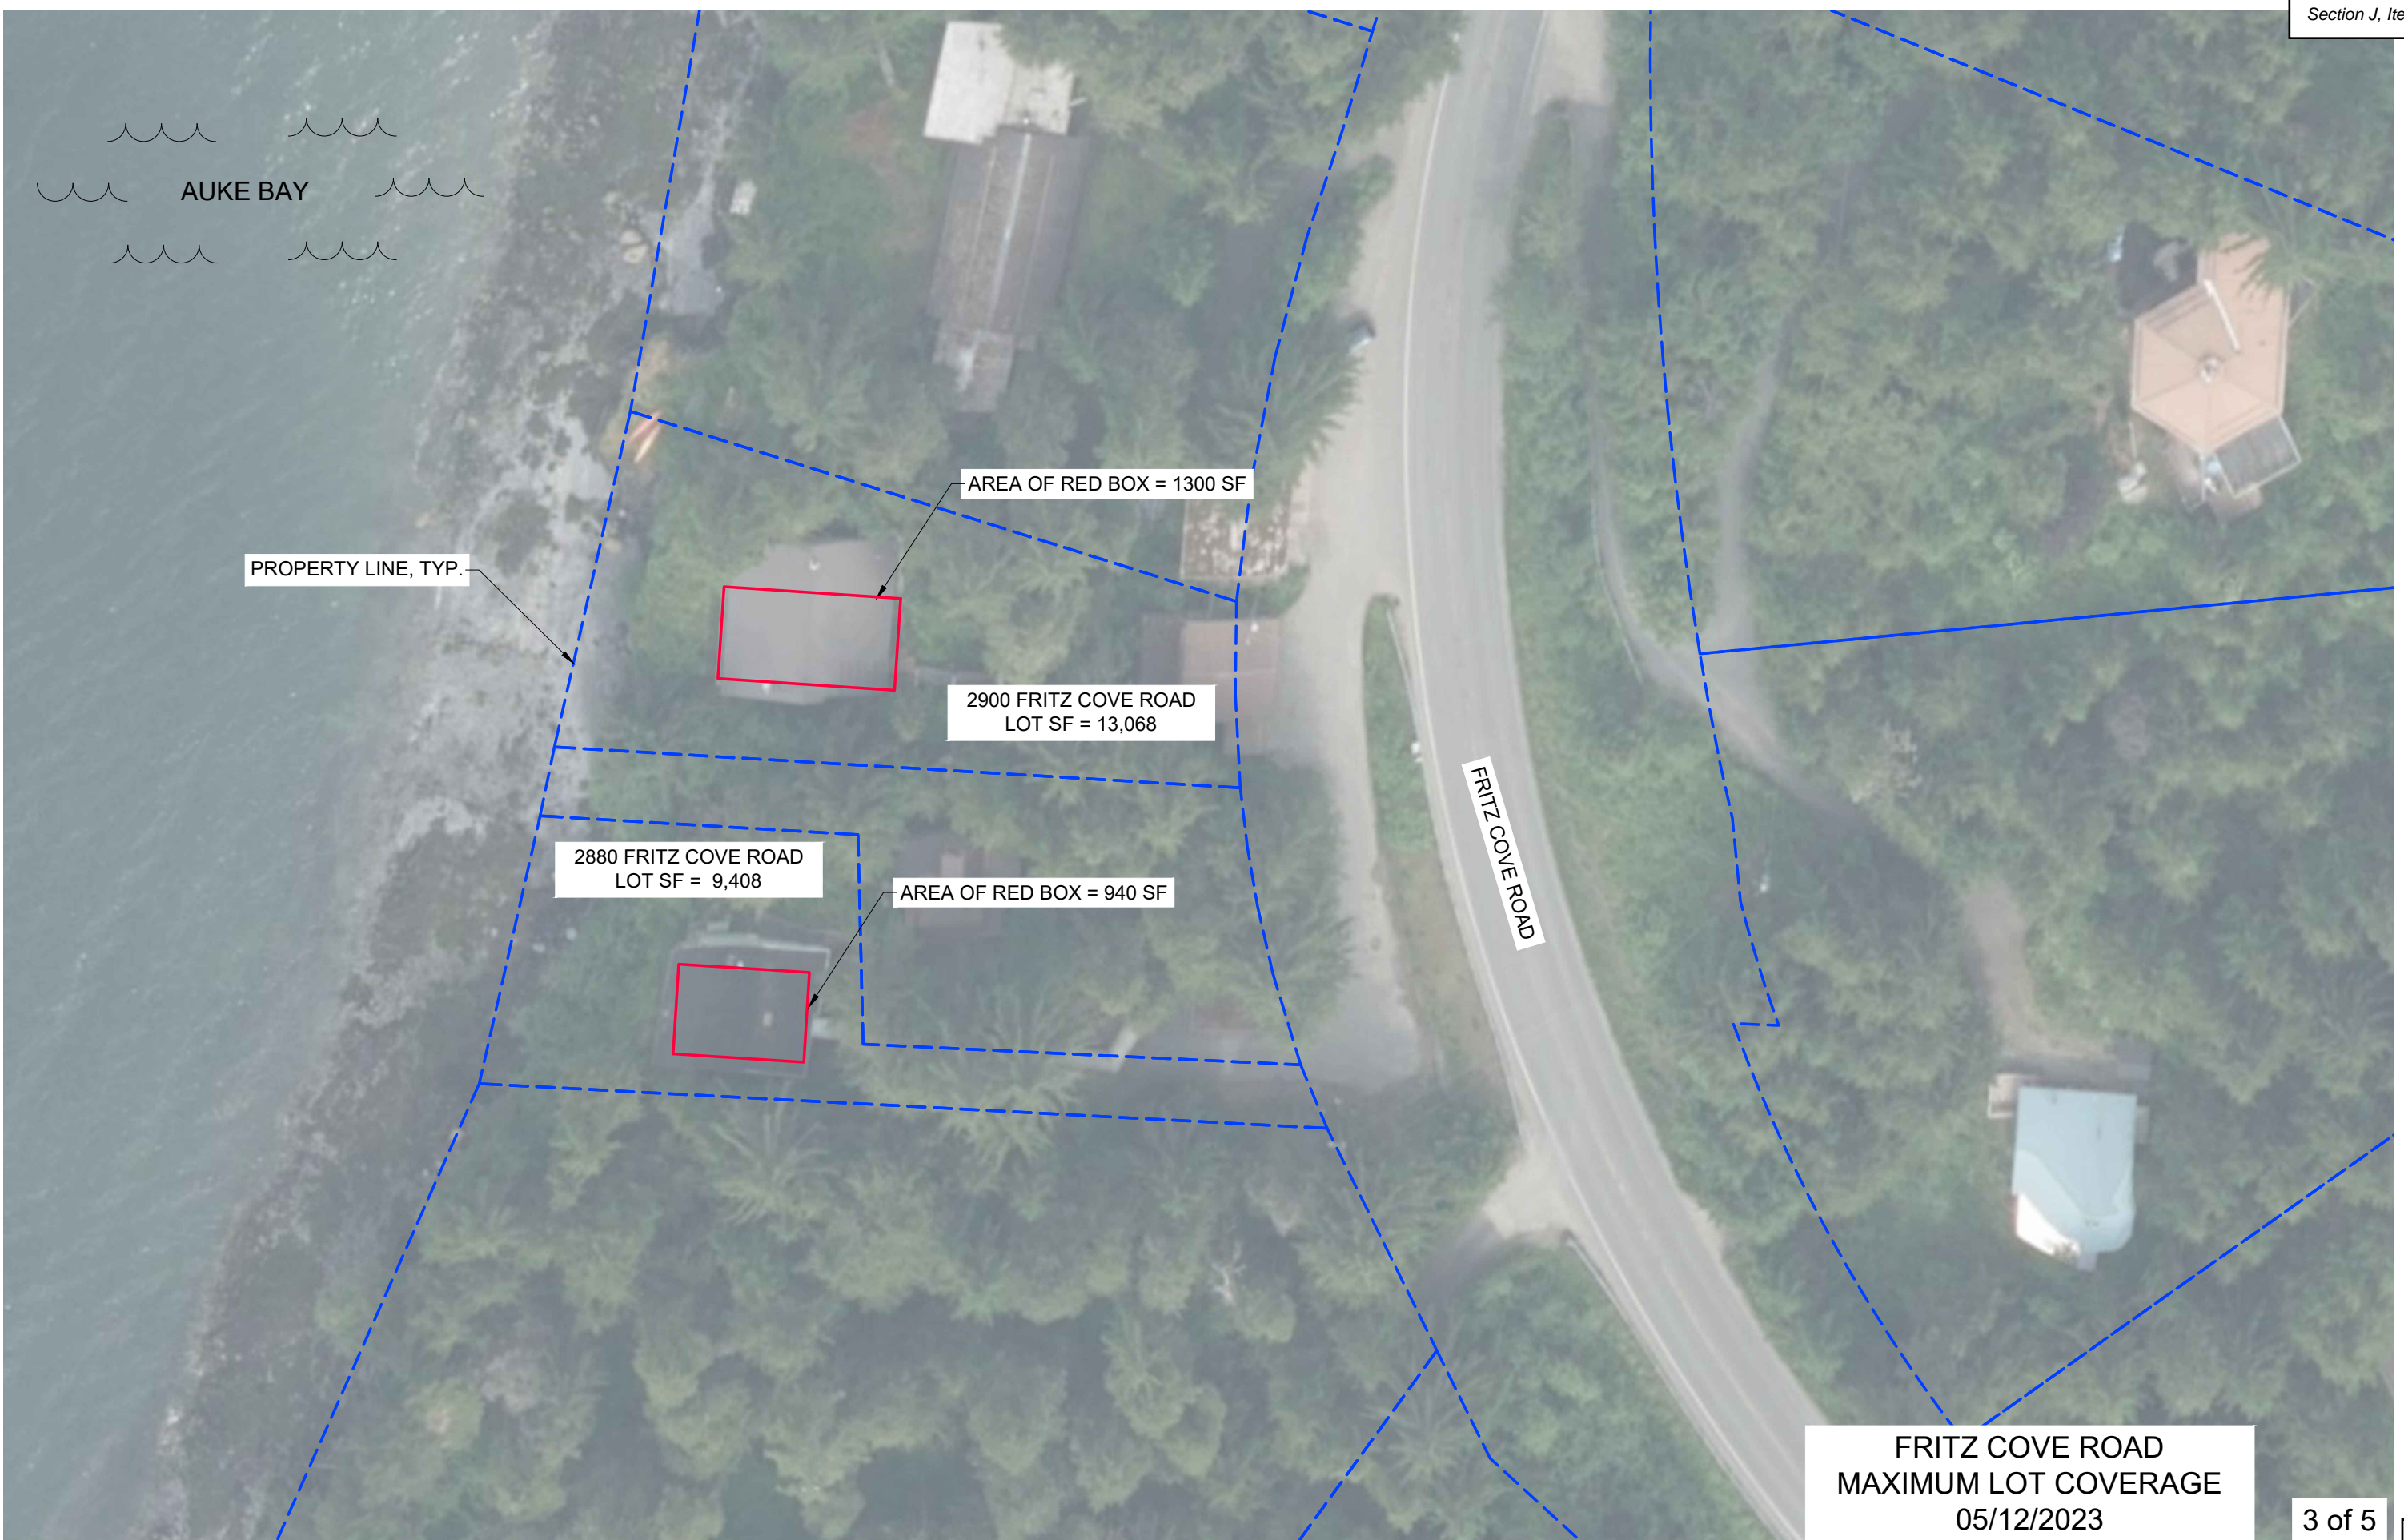 Section J, Ite
AUKE BAY
AREA OF RED BOX = 1300 SF
PROPERTY LINE, TYP.
2900 FRITZ COVE ROAD
LOT SF = 13,068
FRITZ COVE ROAD
2880 FRITZ COVE ROAD
LOT SF = 9,408
AREA OF RED BOX = 940 SF
FRITZ COVE ROAD
MAXIMUM LOT COVERAGE
05/12/2023
3 of 5